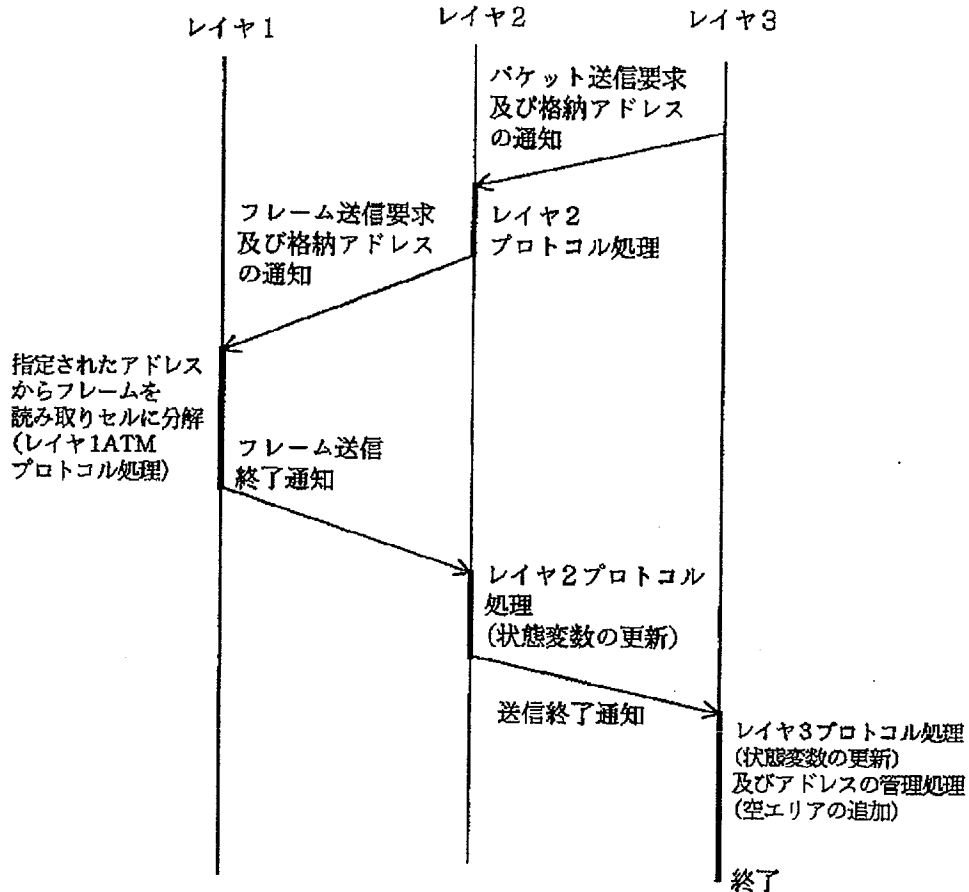 レイヤ1
レイヤ2
レイヤ3
パケット送信要求
及び格納アドレス
の通知
フレーム送信要求
及び格納アドレス
の通知
レイヤ2
プロトコル処理
指定されたアドレス
からフレームを
読み取りセルに分解
(レイヤ1ATM
プロトコル処理)
フレーム送信
終了通知
レイヤ2プロトコル
処理
(状態変数の更新)
送信終了通知
レイヤ3プロトコル処理
(状態変数の更新)
及びアドレスの管理処理
(空エリアの追加)
終了